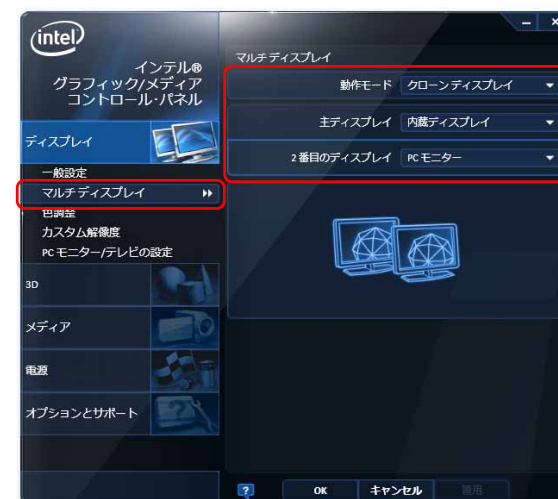 intel
インテル®
グラフィック/メディア
コントロール・パネル
ディスプレイ
一般設定
マルチディスプレイ
色調整
カスタム解像度
PC モニター/テレビの設定
3D
メディア
電源
オプションとサポート
マルチディスプレイ
動作モード クローンディスプレイ
主ディスプレイ 内蔵ディスプレイ
2 番目のディスプレイ PC モニター
? OK キャンセル 適用